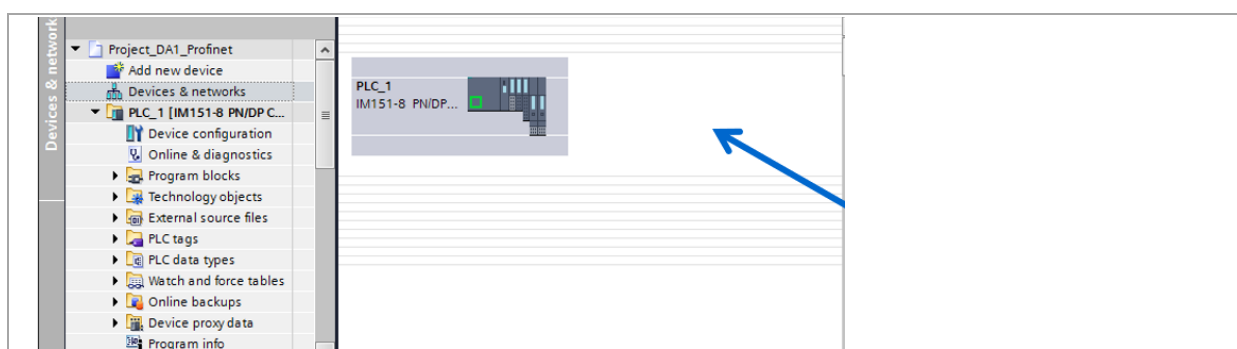 Devices & network
Project_DA1_Profinet
Add new device
Devices & networks
PLC_1 [IM151-8 PN/DP C...
Device configuration
Online & diagnostics
Program blocks
Technology objects
External source files
PLC tags
PLC data types
Watch and force tables
Online backups
Device proxy data
Program info
PLC_1
IM151-8 PN/DP...